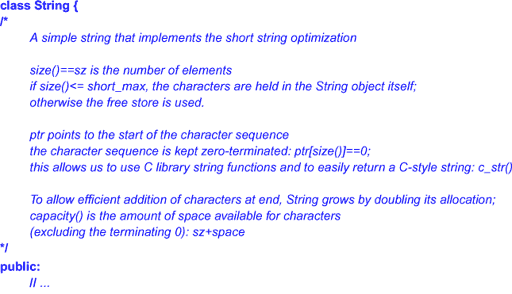 class String {
/*
A simple string that implements the short string optimization
size()==sz is the number of elements
if size()<= short_max, the characters are held in the String object itself;
otherwise the free store is used.
ptr points to the start of the character sequence
the character sequence is kept zero-terminated: ptr[size()]==0;
this allows us to use C library string functions and to easily return a C-style string: c_str()
To allow efficient addition of characters at end, String grows by doubling its allocation;
capacity() is the amount of space available for characters
(excluding the terminating 0): sz+space
*/
public:
// ...